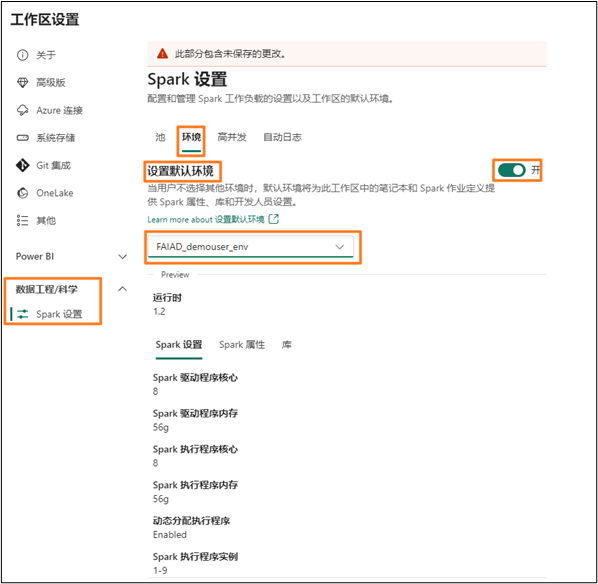 工作区设置
关于
高级版
Azure 连接
系统存储
Git 集成
OneLake
其他
Power BI
数据工程/科学
Spark 设置
此部分包含未保存的更改。
Spark 设置
配置和管理 Spark 工作负载的设置以及工作区的默认环境。
池 环境 高并发 自动日志
设置默认环境 开
当用户不选择其他环境时，默认环境将为此工作区中的笔记本和 Spark 作业定义提
供 Spark 属性、库和开发人员设置。
Learn more about 设置默认环境
FAIAD_demouser_env
Preview
运行时
1.2
Spark 设置 Spark 属性 库
Spark 驱动程序核心
8
Spark 驱动程序内存
56g
Spark 执行程序核心
8
Spark 执行程序内存
56g
动态分配执行程序
Enabled
Spark 执行程序实例
1-9